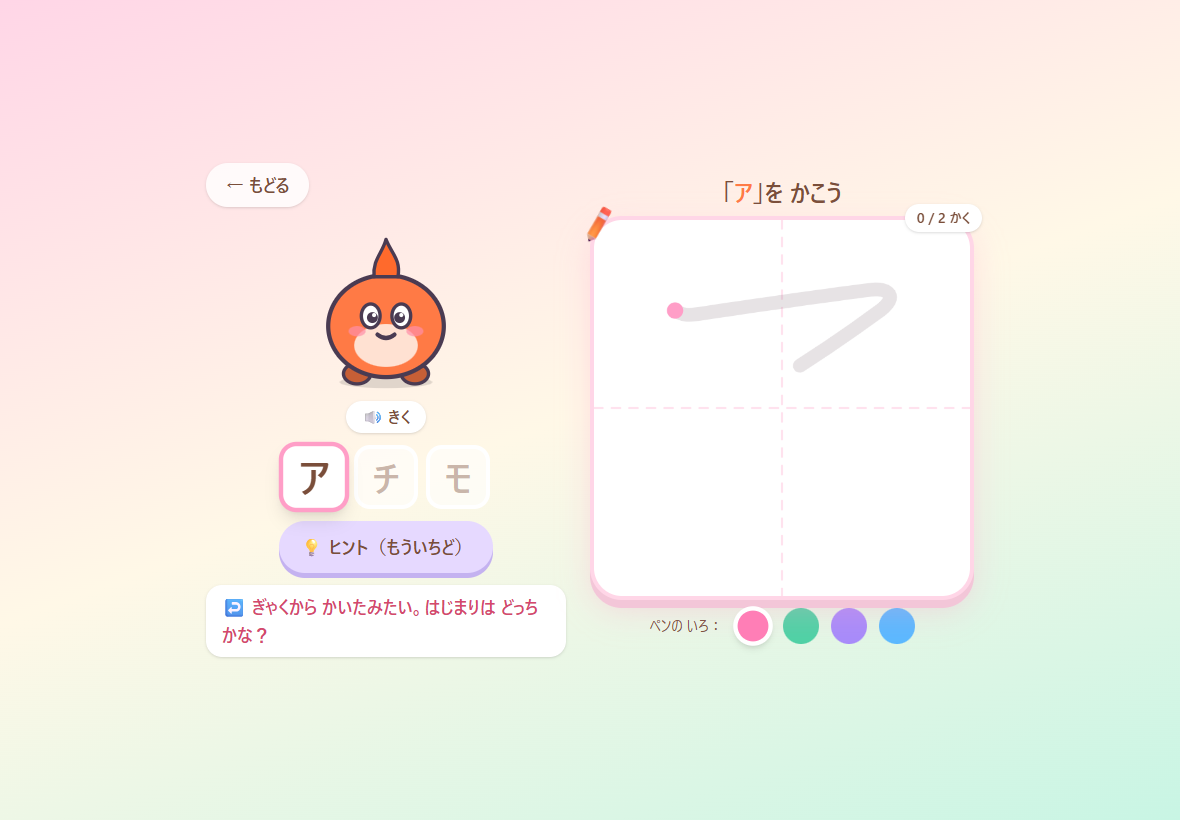 ← もどる
「ア」を かこう
0 / 2 かく
きく
ア チ モ
ヒント（もういちど）
ぎゃくから かいたみたい。はじまりは どっち
かな？
ペンの いろ：